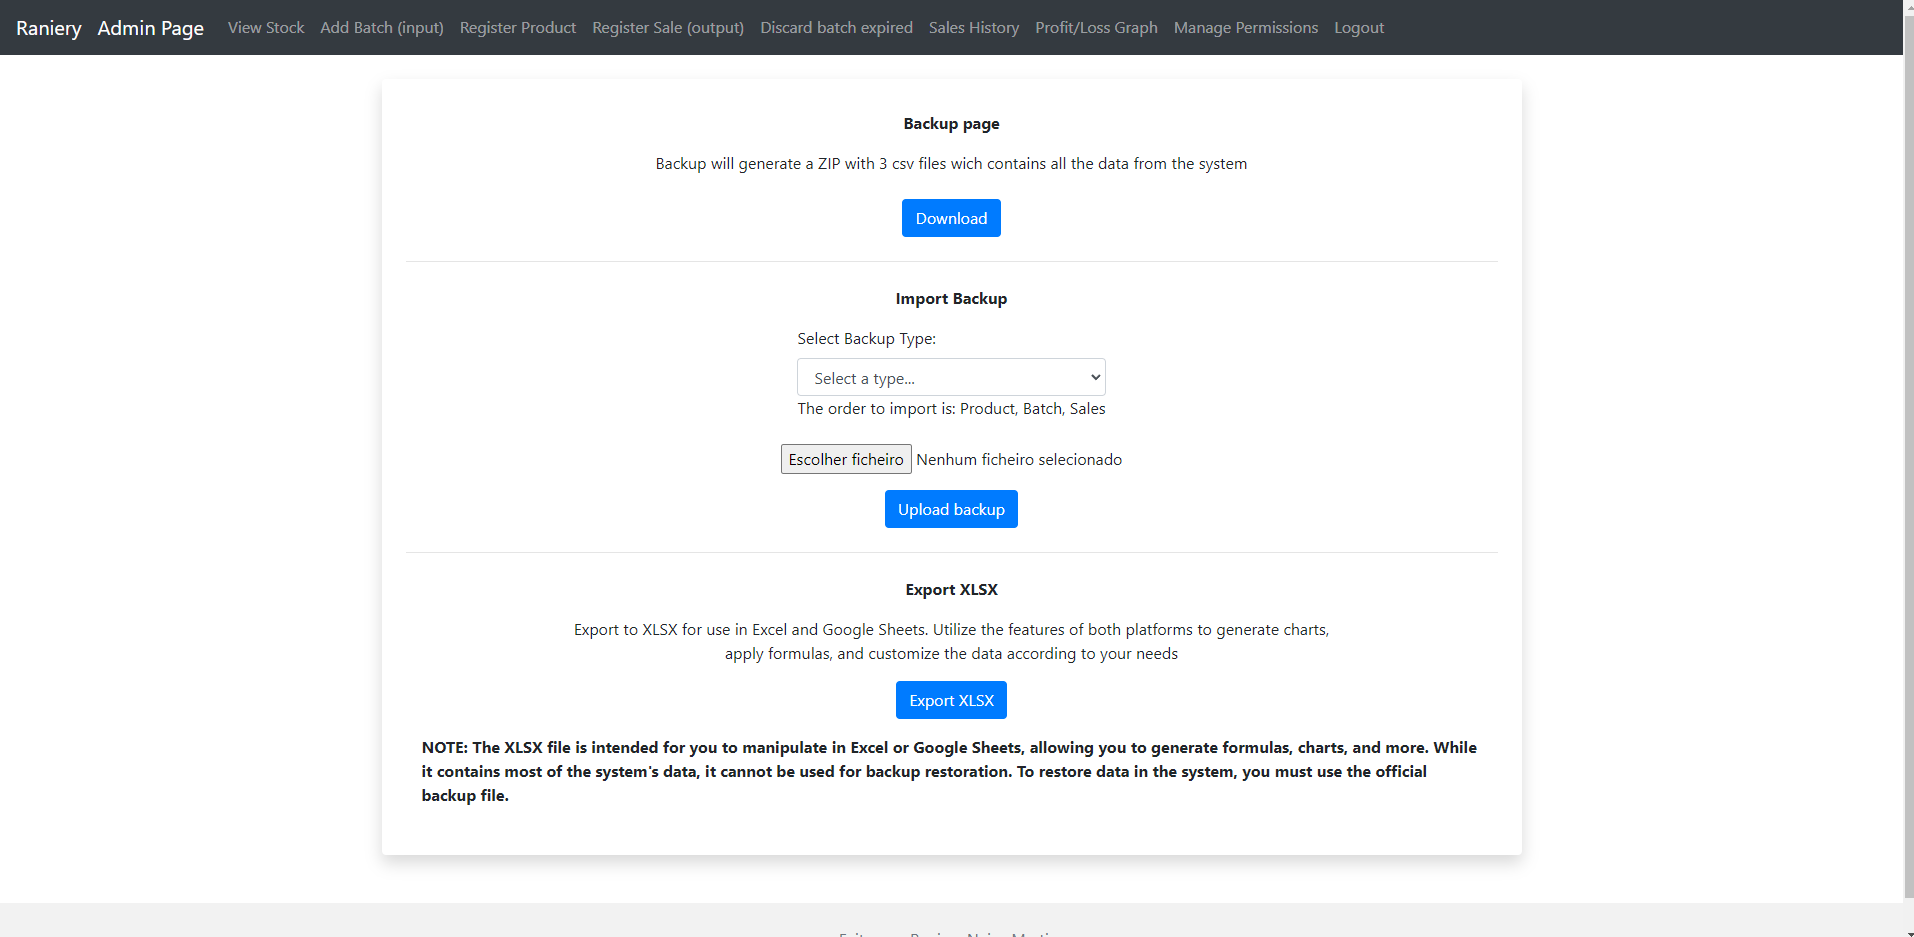 Raniery Admin Page View Stock Add Batch (input) Register Product Register Sale (output) Discard batch expired Sales History Profit/Loss Graph Manage Permissions Logout
Backup page
Backup will generate a ZIP with 3 csv files wich contains all the data from the system
Download
Import Backup
Select Backup Type:
Select a type...
The order to import is: Product, Batch, Sales
Escolher ficheiro Nenhum ficheiro selecionado
Upload backup
Export XLSX
Export to XLSX for use in Excel and Google Sheets. Utilize the features of both platforms to generate charts,
apply formulas, and customize the data according to your needs
Export XLSX
NOTE: The XLSX file is intended for you to manipulate in Excel or Google Sheets, allowing you to generate formulas, charts, and more. While
it contains most of the system's data, it cannot be used for backup restoration. To restore data in the system, you must use the official
backup file.